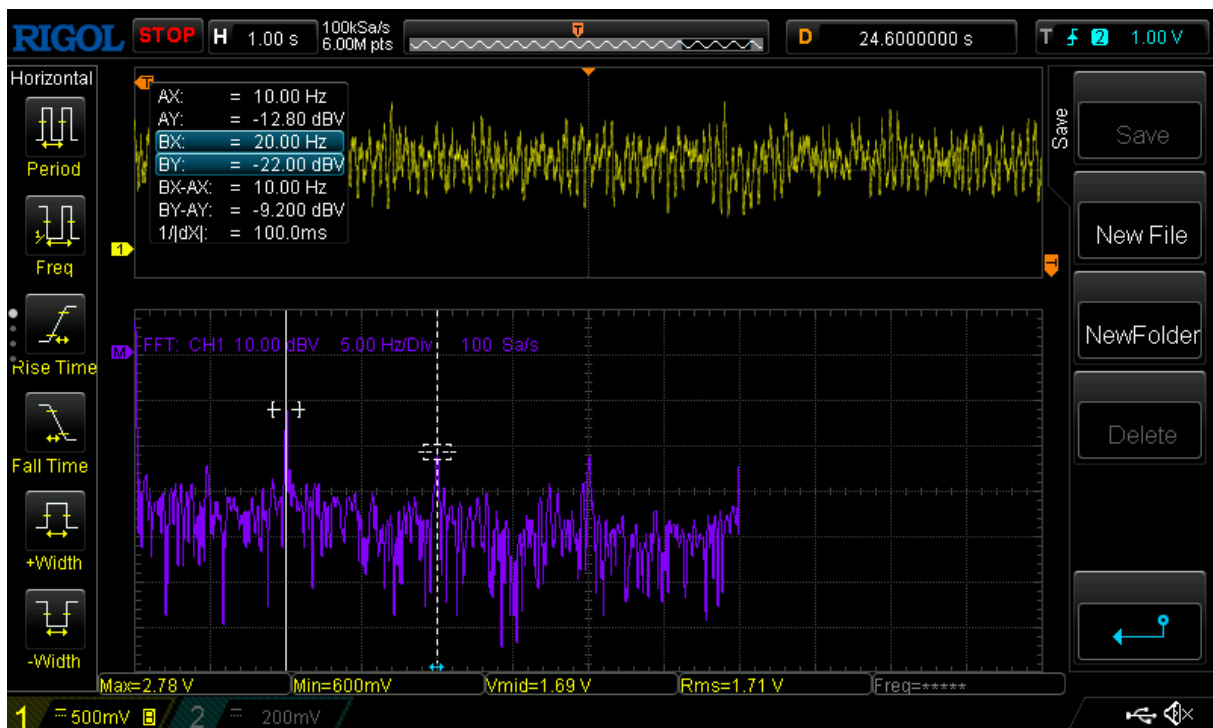 RIGOL STOP H 1.00 s 100kSa/s 6.00M pts T D 24.6000000 s T 2 1.00 V
Horizontal
Period
1/ Freq
Rise Time
Fall Time
+Width
-Width
T
AX: = 10.00 Hz
AY: = -12.80 dBV
BX: = 20.00 Hz
BY: = -22.00 dBV
BX-AX: = 10.00 Hz
BY-AY: = -9.200 dBV
1/|dX|: = 100.0ms
1
T
M FFT: CH1 10.00 dBV 5.00 Hz/Div 100 Sa/s
Save
Save
New File
NewFolder
Delete
Max=2.78 V Min=600mV Vmid=1.69 V Rms=1.71 V Freq=*****
1 500mV B 2 200mV